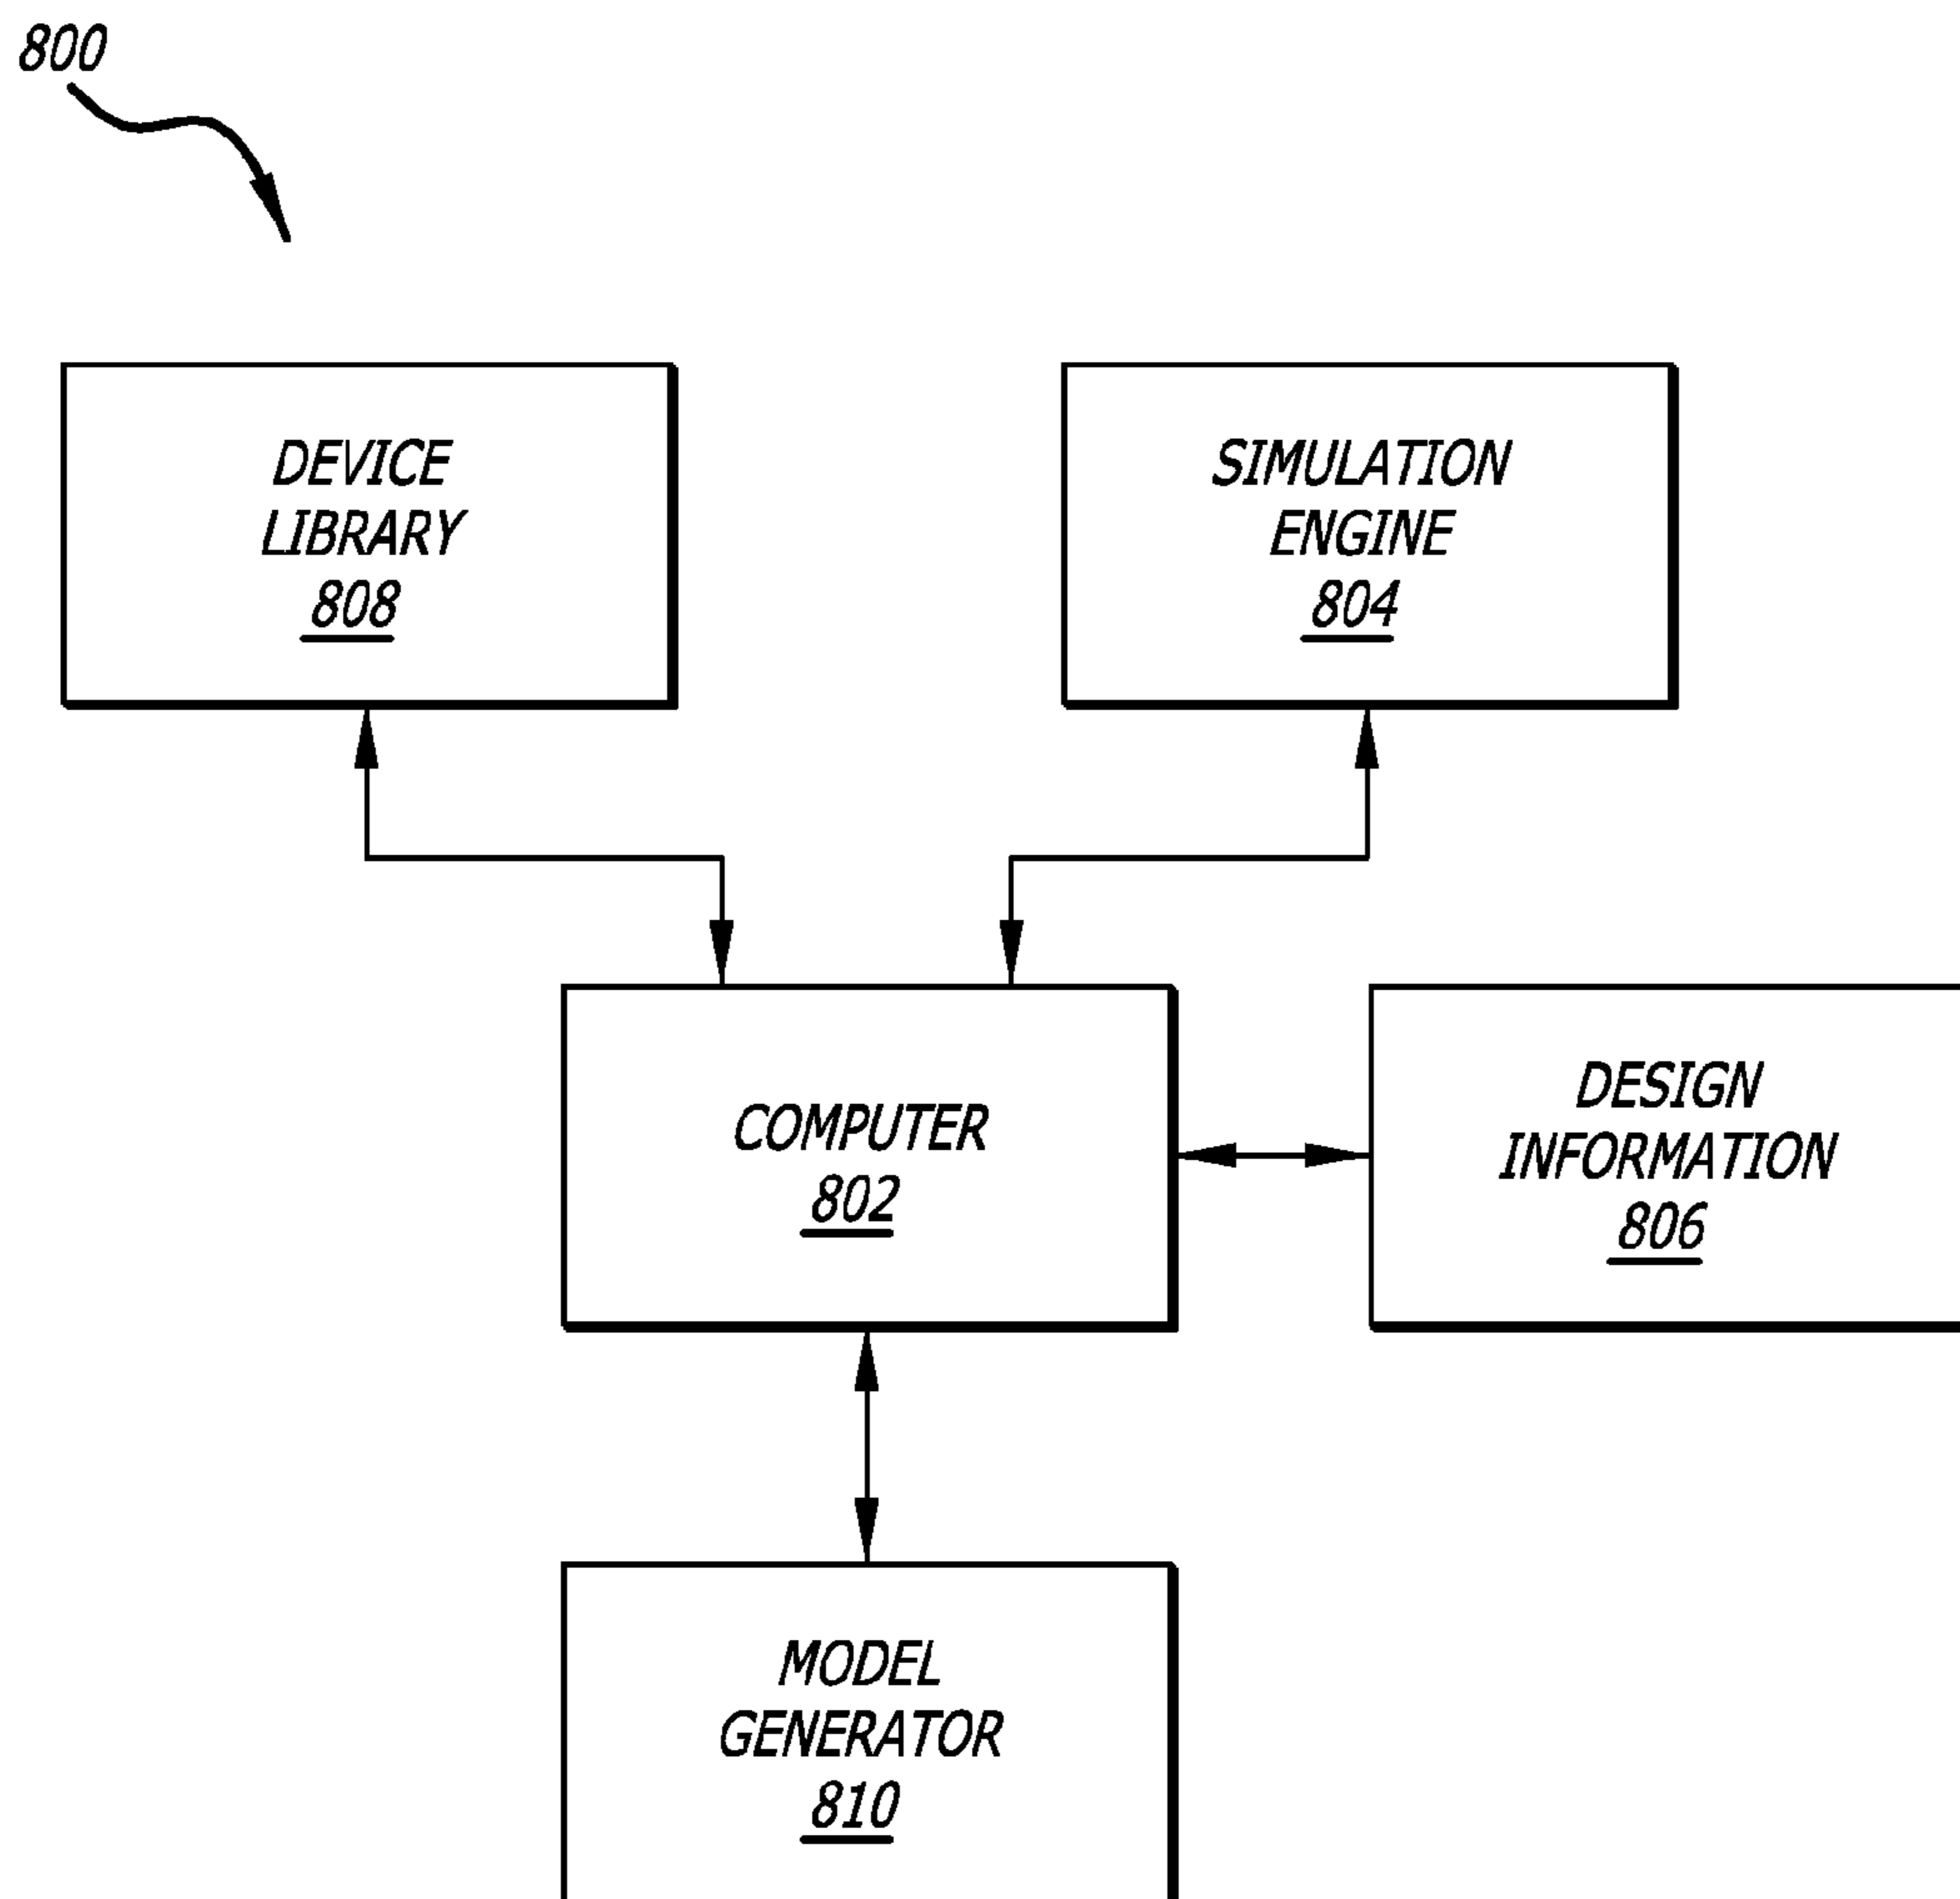 800
DEVICE
LIBRARY
808
SIMULATION
ENGINE
804
COMPUTER
802
DESIGN
INFORMATION
806
MODEL
GENERATOR
810